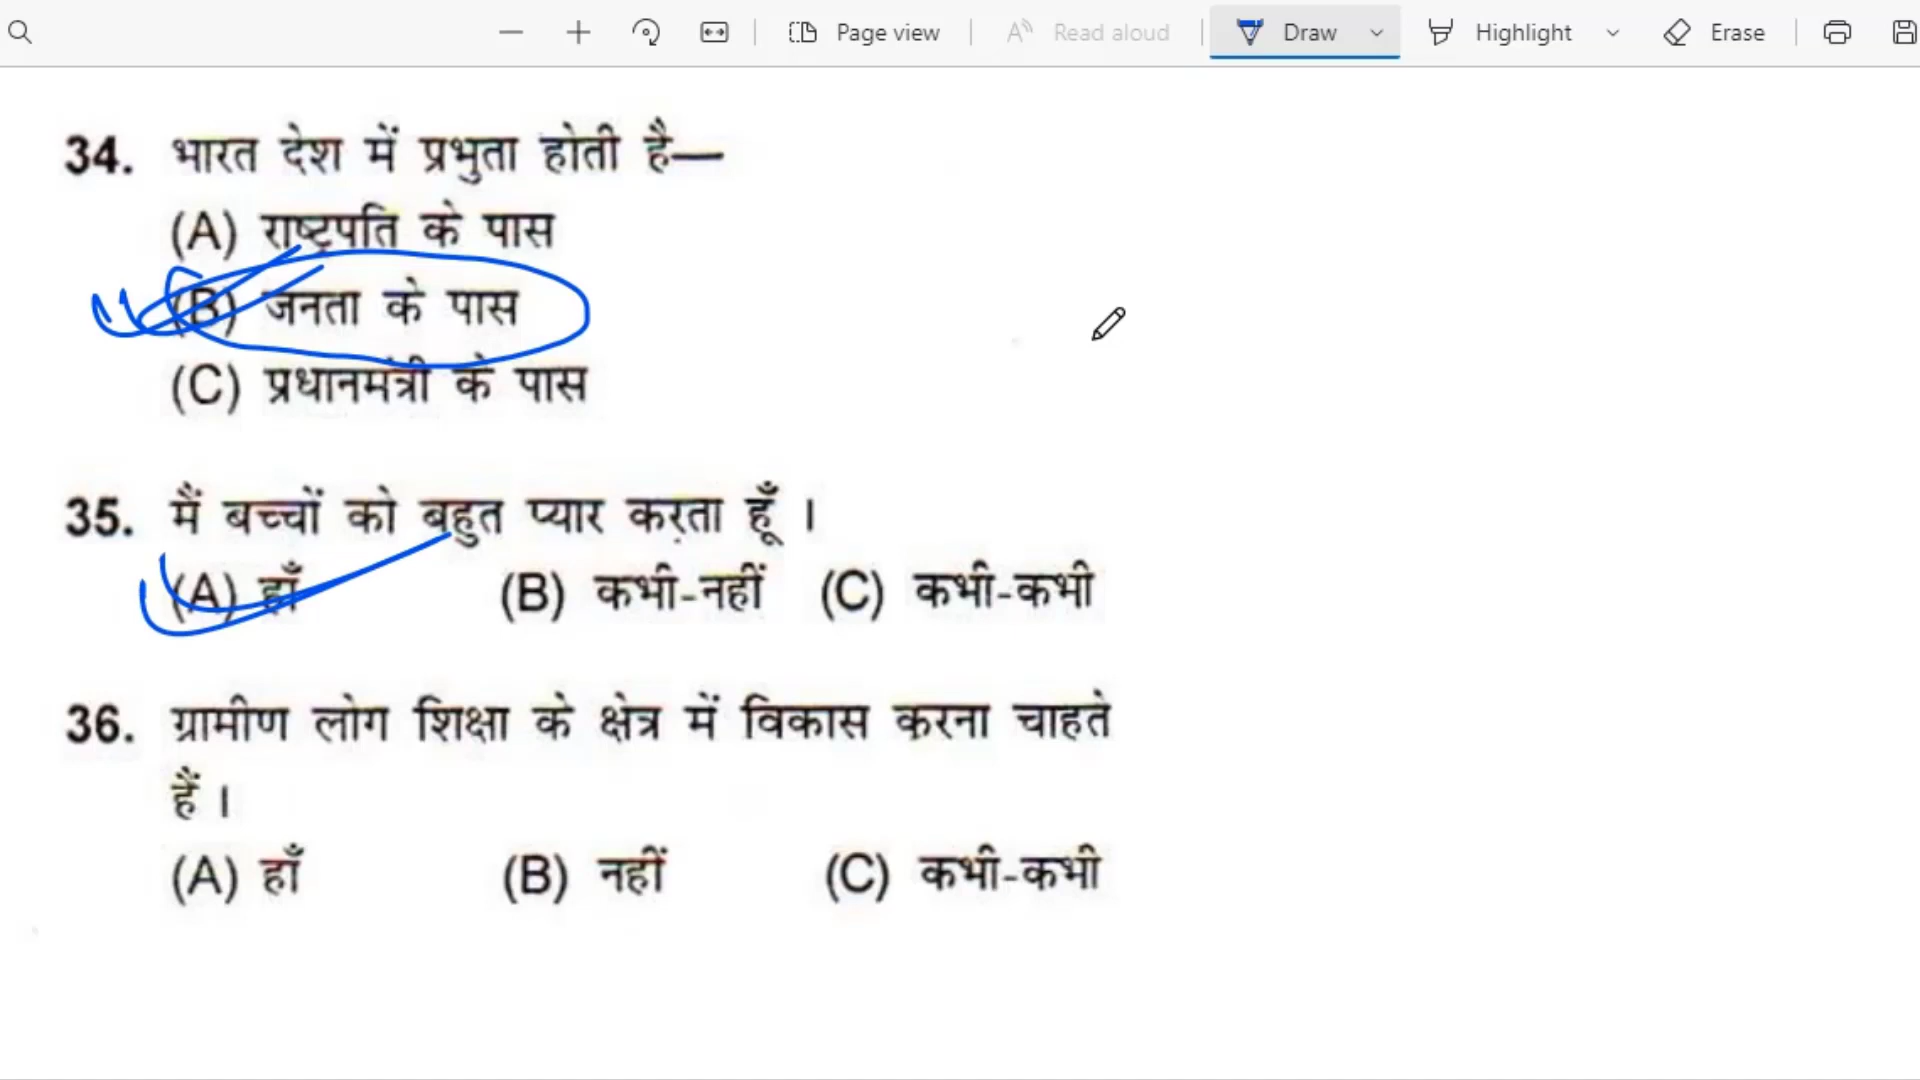 Page view
Read aloud
Draw
Highlight
Erase
34. भारत देश में प्रभुता होती है—
(A) राष्ट्रपति के पास
(B) जनता के पास
(C) प्रधानमंत्री के पास
35. मैं बच्चों को बहुत प्यार करता हूँ ।
(A) हाँ (B) कभी-नहीं (C) कभी-कभी
36. ग्रामीण लोग शिक्षा के क्षेत्र में विकास करना चाहते
हैं ।
(A) हाँ (B) नहीं (C) कभी-कभी